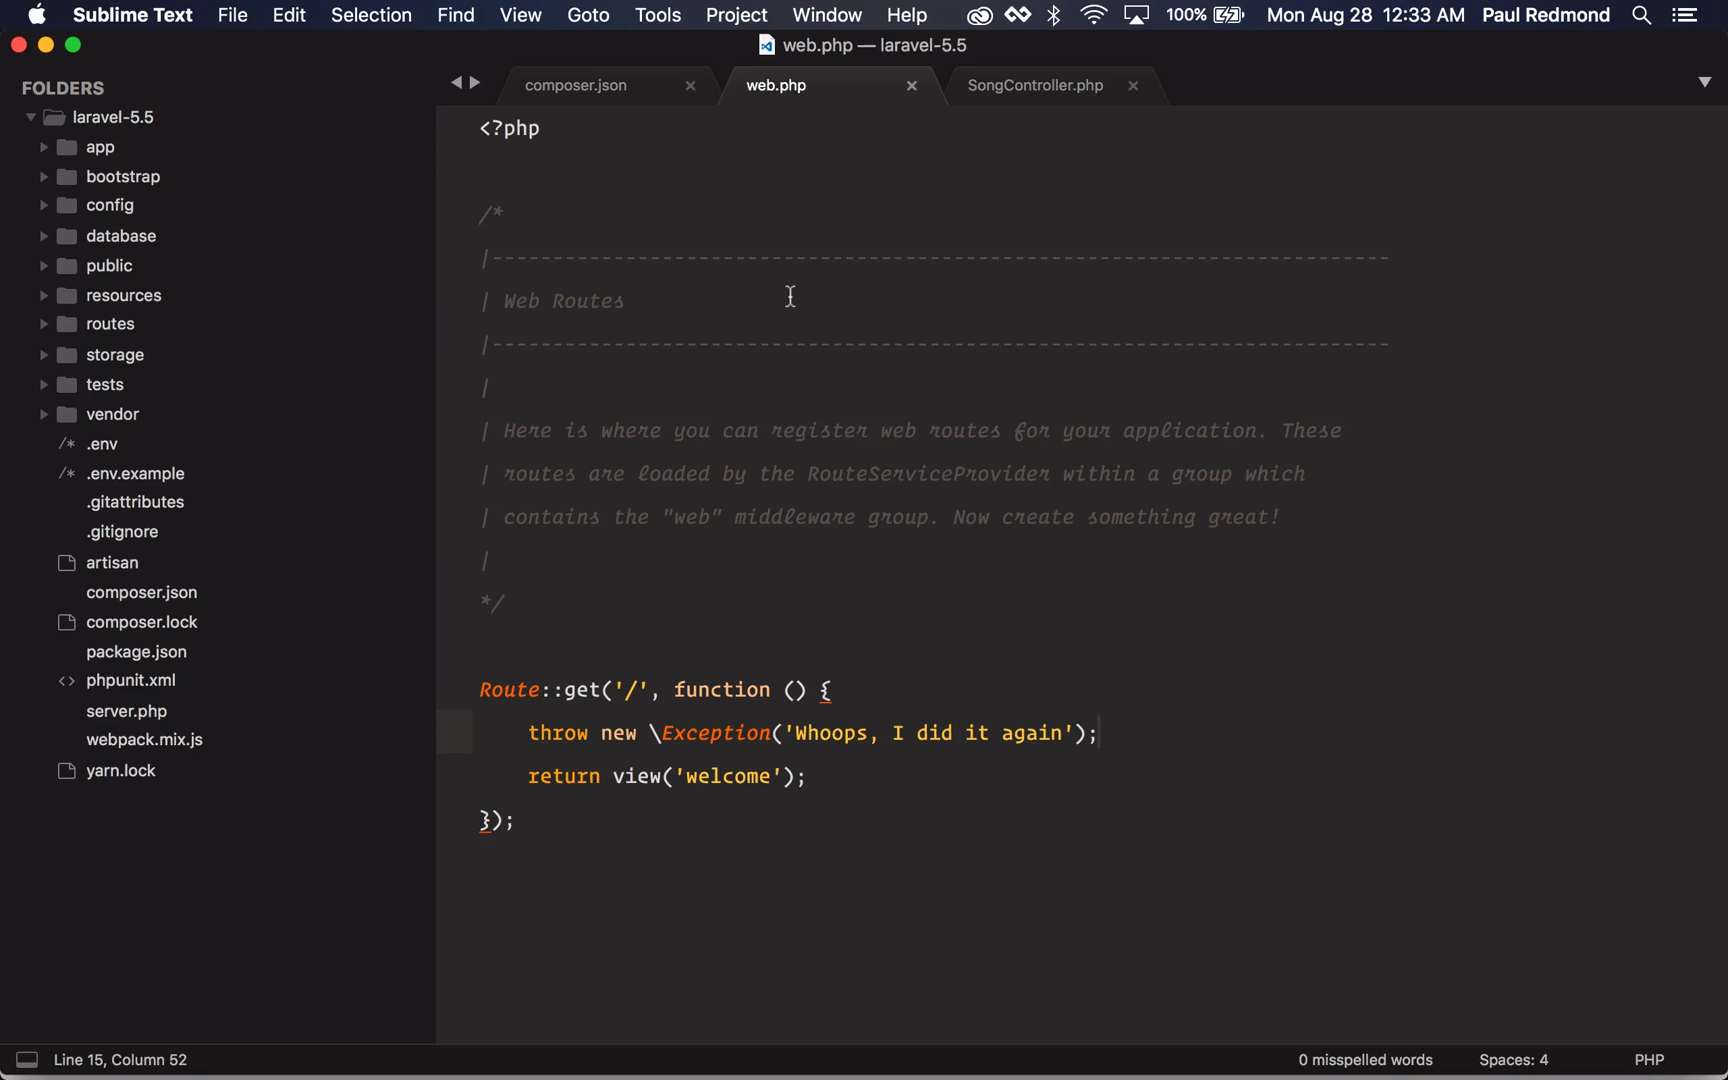 Sublime Text File Edit Selection Find View Goto Tools Project Window Help 100% Mon Aug 28 12:33 AM Paul Redmond
web.php — laravel-5.5
FOLDERS
laravel-5.5
app
bootstrap
config
database
public
resources
routes
storage
tests
vendor
/* .env
/* .env.example
.gitattributes
.gitignore
artisan
composer.json
composer.lock
package.json
<> phpunit.xml
server.php
webpack.mix.js
yarn.lock
composer.json web.php SongController.php
<?php
/*
|--------------------------------------------------------------------------
| Web Routes
|--------------------------------------------------------------------------
|
| Here is where you can register web routes for your application. These
| routes are loaded by the RouteServiceProvider within a group which
| contains the "web" middleware group. Now create something great!
|
*/
Route::get('/', function () {
    throw new \Exception('Whoops, I did it again');
    return view('welcome');
});
Line 15, Column 52 0 misspelled words Spaces: 4 PHP